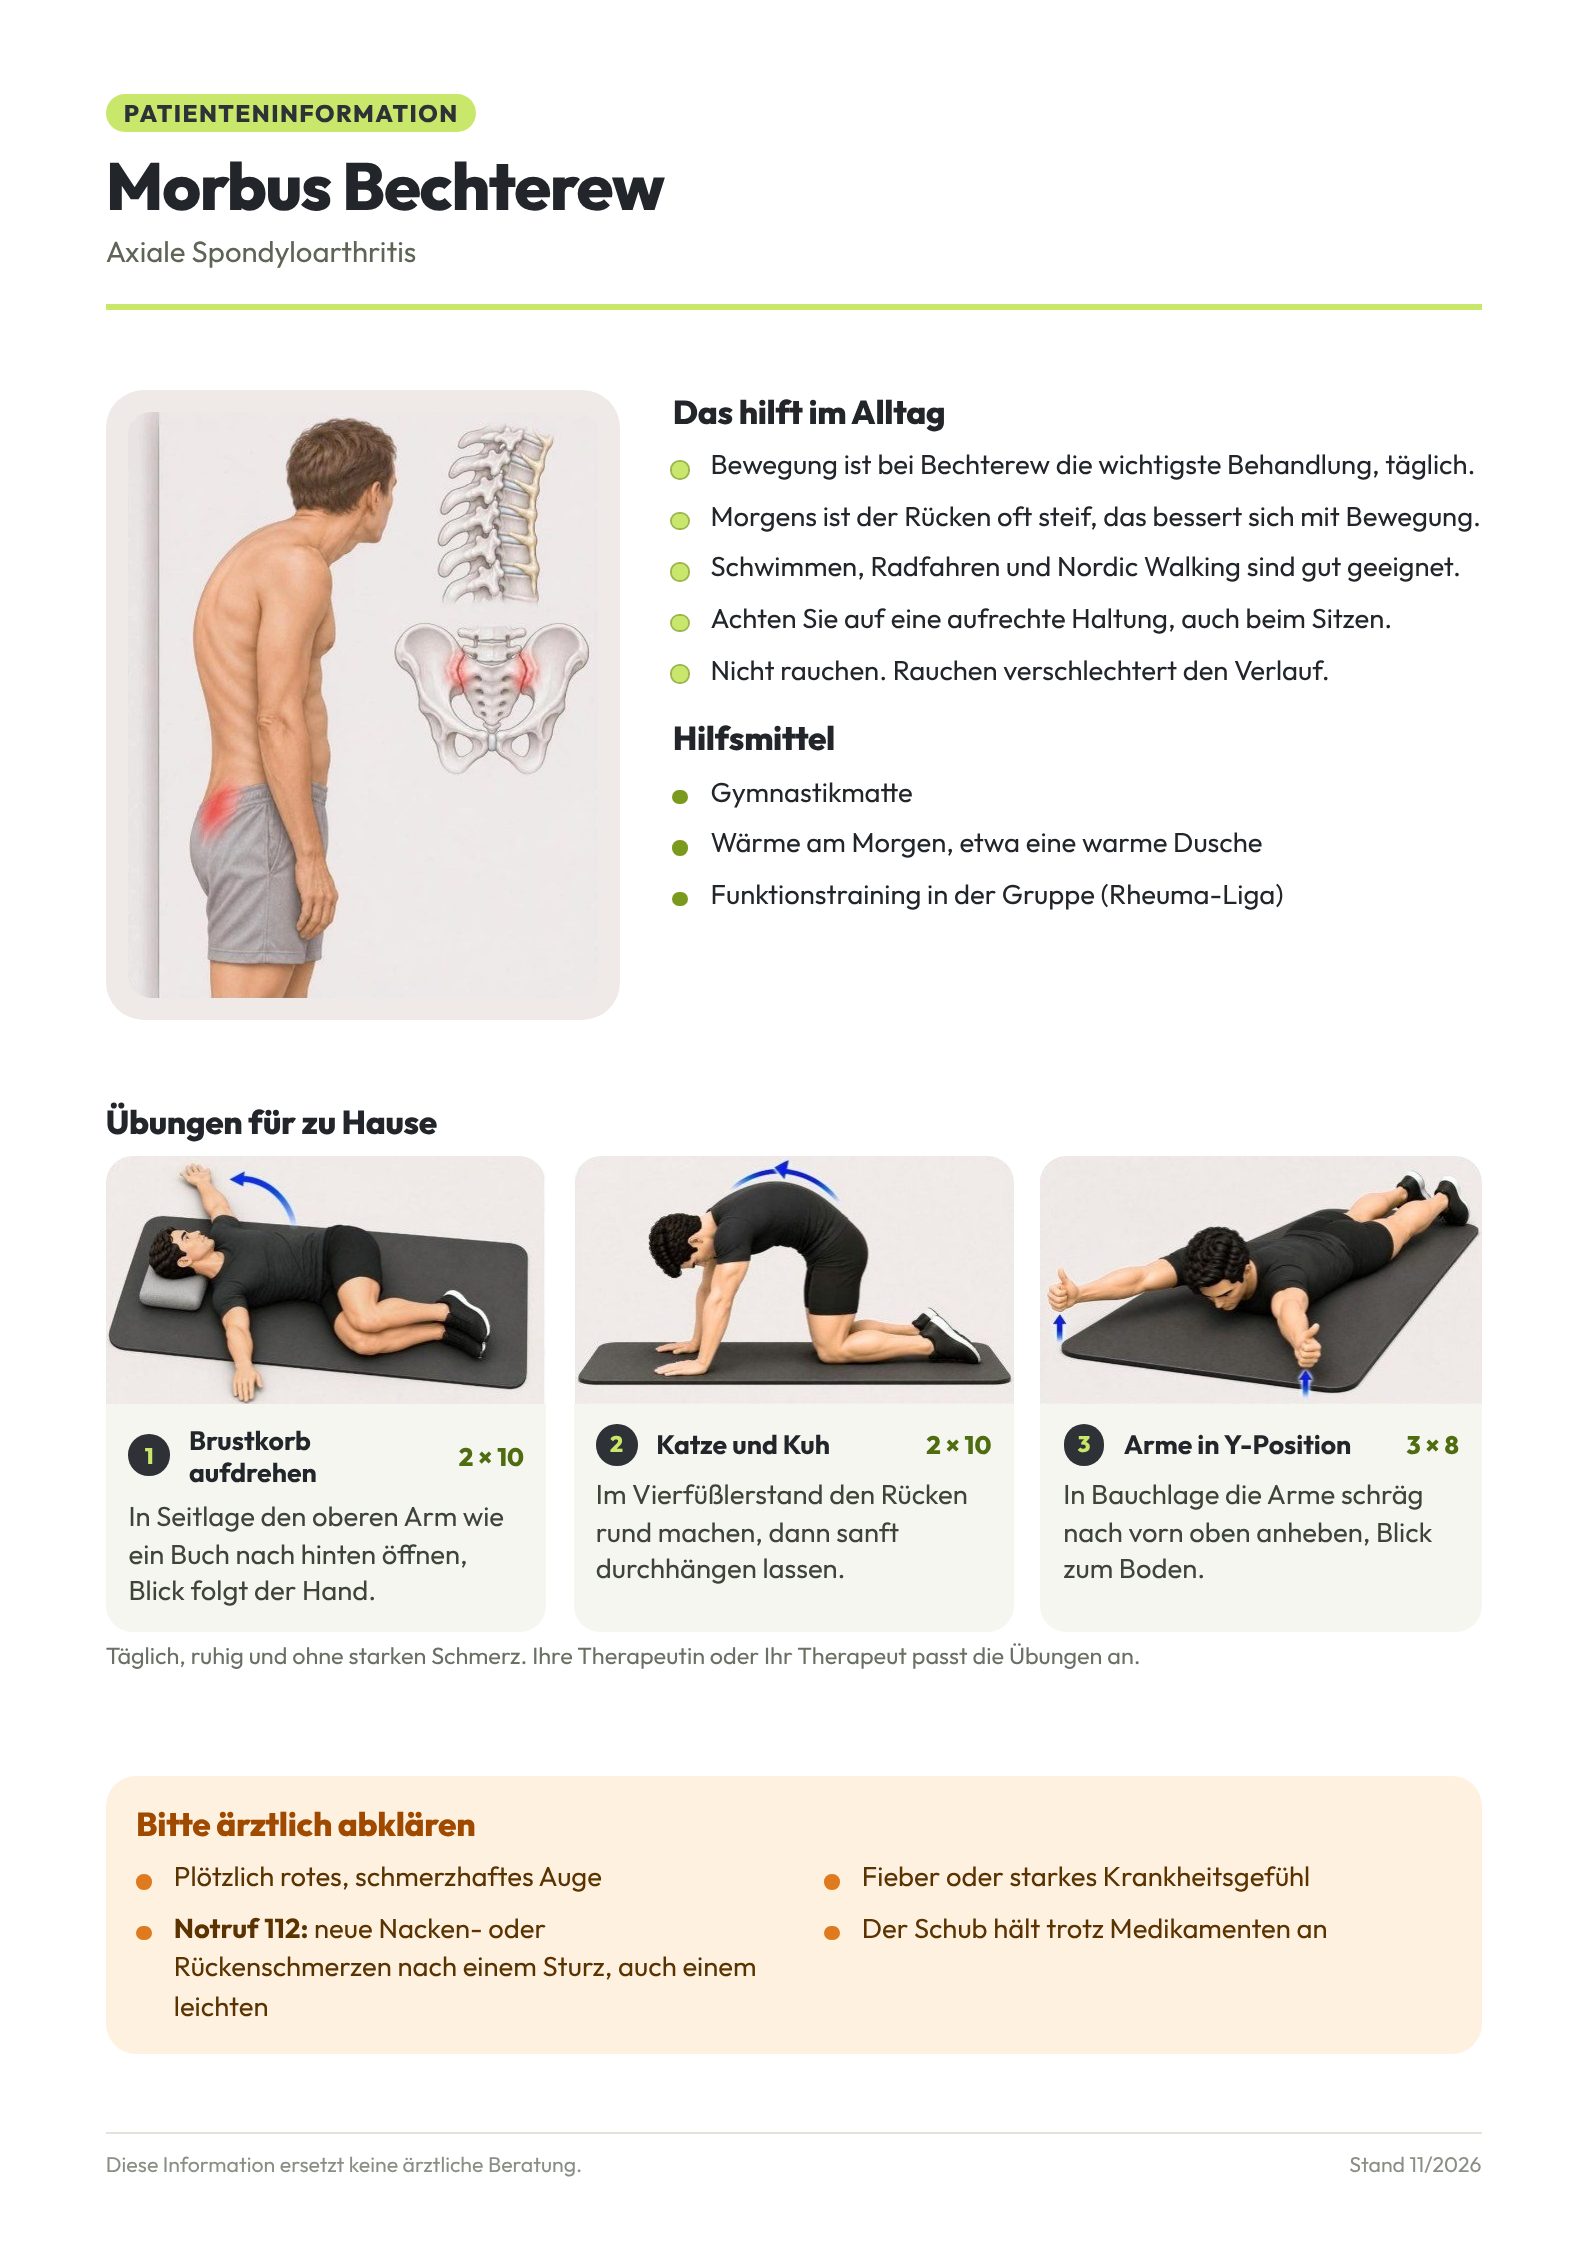 PATIENTENINFORMATION
Morbus Bechterew
Axiale Spondyloarthritis
Das hilft im Alltag
Bewegung ist bei Bechterew die wichtigste Behandlung, täglich.
Morgens ist der Rücken oft steif, das bessert sich mit Bewegung.
Schwimmen, Radfahren und Nordic Walking sind gut geeignet.
Achten Sie auf eine aufrechte Haltung, auch beim Sitzen.
Nicht rauchen. Rauchen verschlechtert den Verlauf.
Hilfsmittel
Gymnastikmatte
Wärme am Morgen, etwa eine warme Dusche
Funktionstraining in der Gruppe (Rheuma-Liga)
Übungen für zu Hause
1 Brustkorb
aufdrehen
2 × 10
In Seitlage den oberen Arm wie
ein Buch nach hinten öffnen,
Blick folgt der Hand.
2 Katze und Kuh 2 × 10
Im Vierfüßlerstand den Rücken
rund machen, dann sanft
durchhängen lassen.
3 Arme in Y-Position 3 × 8
In Bauchlage die Arme schräg
nach vorn oben anheben, Blick
zum Boden.
Täglich, ruhig und ohne starken Schmerz. Ihre Therapeutin oder Ihr Therapeut passt die Übungen an.
Bitte ärztlich abklären
Plötzlich rotes, schmerzhaftes Auge
Notruf 112: neue Nacken- oder
Rückenschmerzen nach einem Sturz, auch einem
leichten
Fieber oder starkes Krankheitsgefühl
Der Schub hält trotz Medikamenten an
Diese Information ersetzt keine ärztliche Beratung.
Stand 11/2026